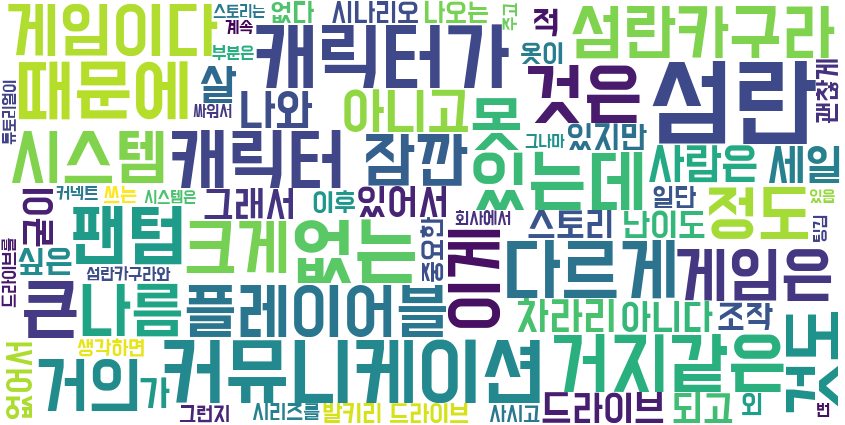 스토리는
없다
시나리오
나오는
주고
적
섬란카구라
게임이다
계속
캐릭터가
옷이
괜찮게
부분은
때문에
살
것은
섬란
튜토리얼이
싸워서
나와
아니고
못
그나마
있지만
시스템
캐릭터
잠깐
있는데
사람은
세일
커넥트
쓰는
시스템은
그래서
이후
있어서
회사에서
일단
정도
있음
굳이
팬텀
크게
없는
중요한
스토리
난이도
팅김
드라이브를
싶은
섬란카구라와
이게
다르게
게임은
큰
나름
플레이어블
차라리
아니다
조작
것도
없어서
생각하면
거의
가
커뮤니케이션
거지같은
그런지
시리즈를
발키리 드라이브
사시고
드라이브
되고
외
번